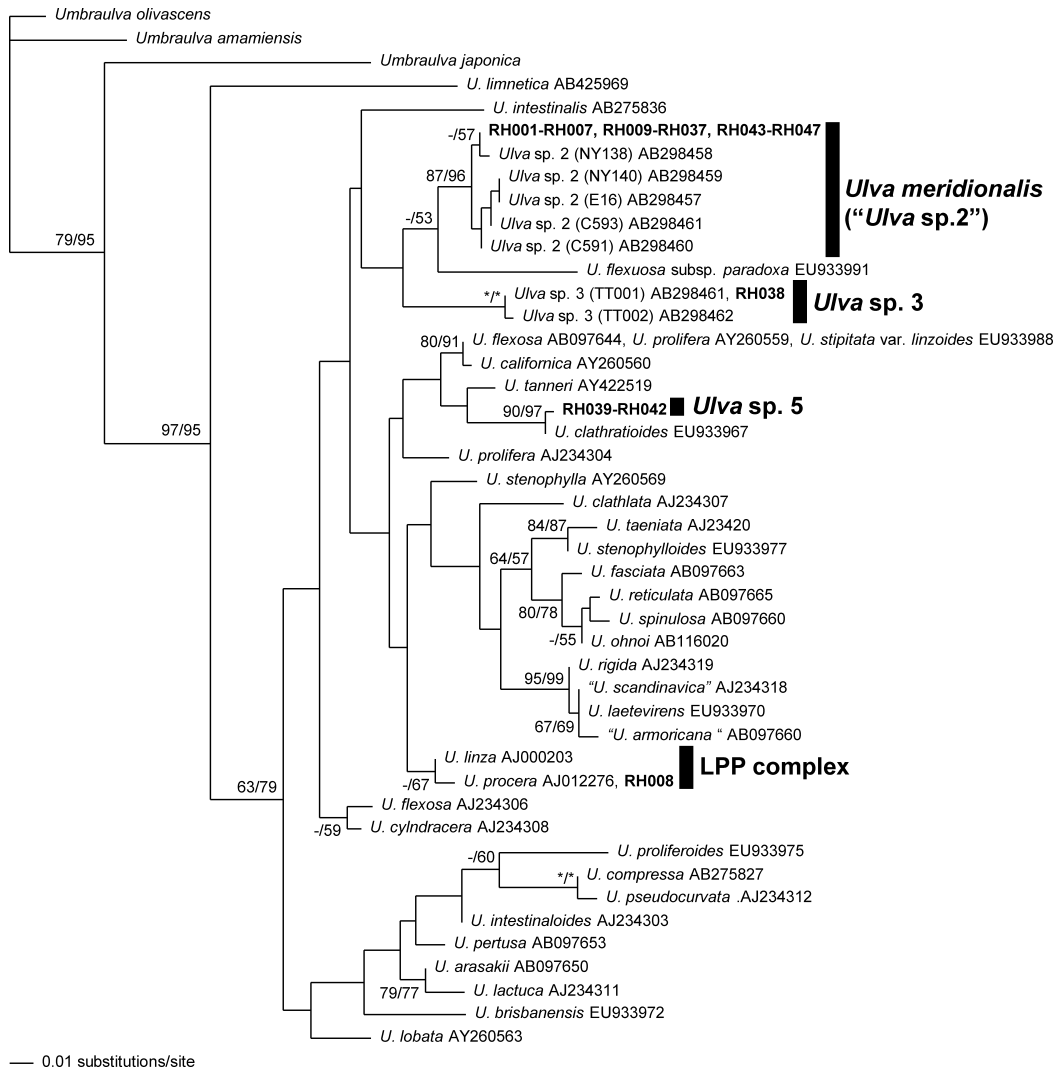 Umbraulva olivascens
Umbraulva amamiensis
Umbraulva japonica
U. limnetica AB425969
U. intestinalis AB275836
-/57
RH001-RH007, RH009-RH037, RH043-RH047
Ulva sp. 2 (NY138) AB298458
87/96
Ulva sp. 2 (NY140) AB298459
Ulva sp. 2 (E16) AB298457
Ulva meridionalis
(“Ulva sp.2”)
-/53
Ulva sp. 2 (C593) AB298461
79/95
Ulva sp. 2 (C591) AB298460
U. flexuosa subsp. paradoxa EU933991
*/*
Ulva sp. 3 (TT001) AB298461, RH038
Ulva sp. 3
Ulva sp. 3 (TT002) AB298462
80/91
U. flexosa AB097644, U. prolifera AY260559, U. stipitata var. linzoides EU933988
U. californica AY260560
U. tanneri AY422519
90/97
RH039-RH042
Ulva sp. 5
97/95
U. clathratioides EU933967
U. prolifera AJ234304
U. stenophylla AY260569
U. clathlata AJ234307
84/87
U. taeniata AJ23420
64/57
U. stenophylloides EU933977
U. fasciata AB097663
80/78
U. reticulata AB097665
U. spinulosa AB097660
-/55
U. ohnoi AB116020
U. rigida AJ234319
95/99
“U. scandinavica” AJ234318
U. laetevirens EU933970
67/69
“U. armoricana “ AB097660
U. linza AJ000203
LPP complex
63/79
-/67
U. procera AJ012276, RH008
U. flexosa AJ234306
-/59
U. cylndracera AJ234308
-/60
U. proliferoides EU933975
*/*
U. compressa AB275827
U. pseudocurvata .AJ234312
U. intestinaloides AJ234303
U. pertusa AB097653
U. arasakii AB097650
79/77
U. lactuca AJ234311
U. brisbanensis EU933972
U. lobata AY260563
0.01 substitutions/site